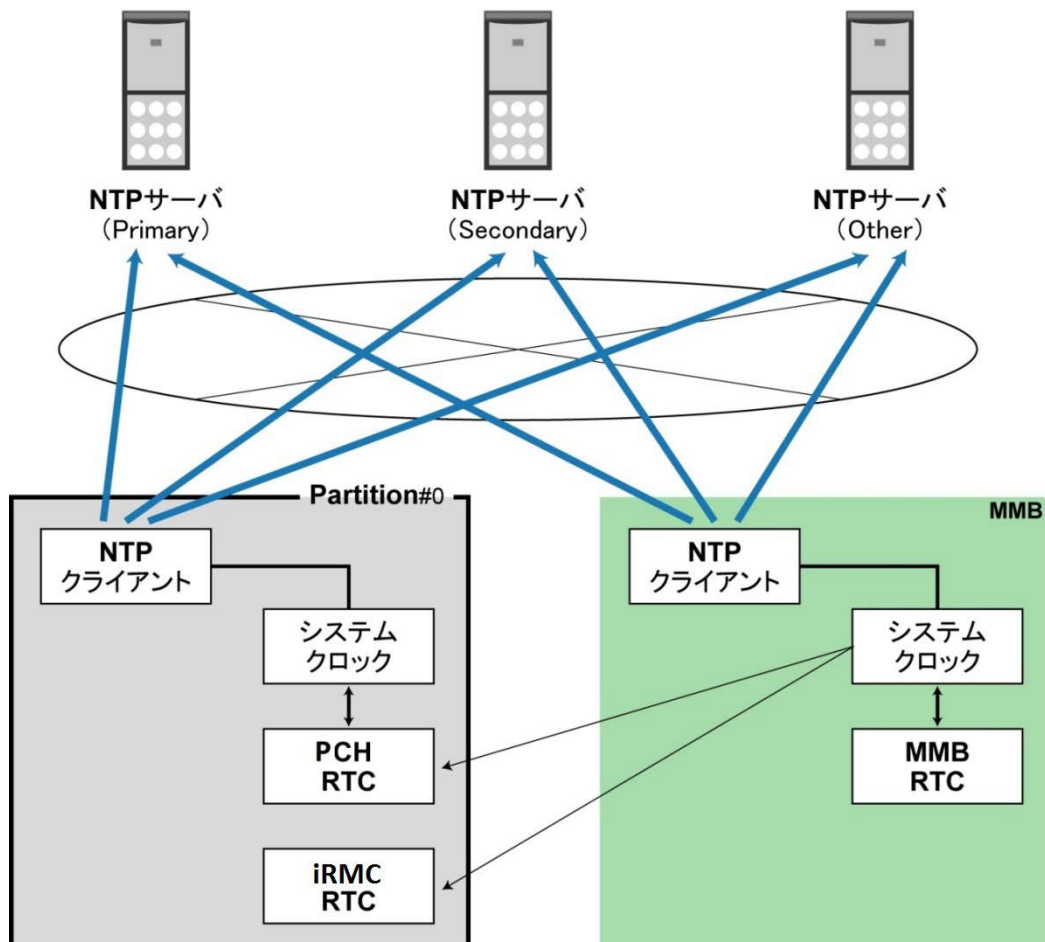 NTPサーバ
(Primary)
NTPサーバ
(Secondary)
NTPサーバ
(Other)
Partition#0
NTP
クライアント
システム
クロック
PCH
RTC
iRMC
RTC
MMB
NTP
クライアント
システム
クロック
MMB
RTC